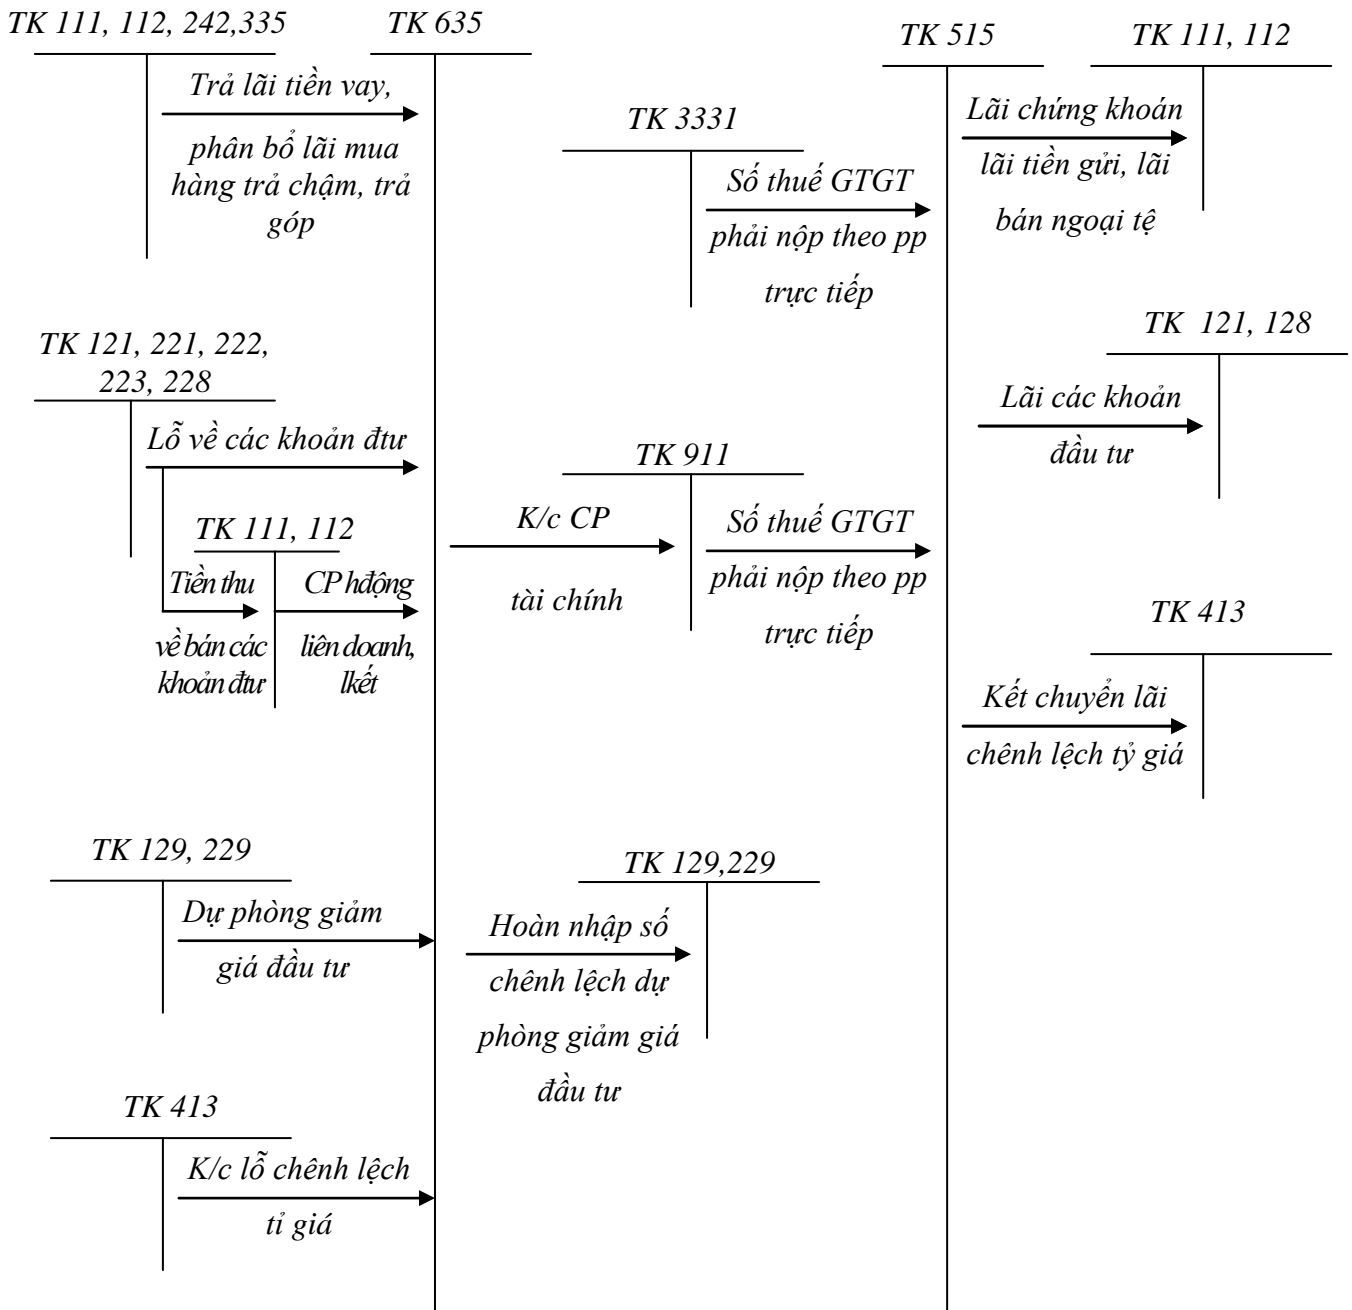 TK 111, 112, 242,335
TK 635
TK 515
TK 111, 112
Trả lãi tiền vay,
phân bổ lãi mua
hàng trả chậm, trả
góp
TK 3331
Số thuế GTGT
phải nộp theo pp
trực tiếp
Lãi chứng khoán
lãi tiền gửi, lãi
bán ngoại tệ
TK 121, 221, 222,
223, 228
Lỗ về các khoản đtư
TK 111, 112
Tiền thu
về bán các
khoản đtư
CP hđộng
liên doanh,
lkết
TK 911
K/c CP
tài chính
Số thuế GTGT
phải nộp theo pp
trực tiếp
TK 121, 128
Lãi các khoản
đầu tư
TK 413
Kết chuyển lãi
chênh lệch tỷ giá
TK 129, 229
Dự phòng giảm
giá đầu tư
TK 129,229
Hoàn nhập số
chênh lệch dự
phòng giảm giá
đầu tư
TK 413
K/c lỗ chênh lệch
tỉ giá